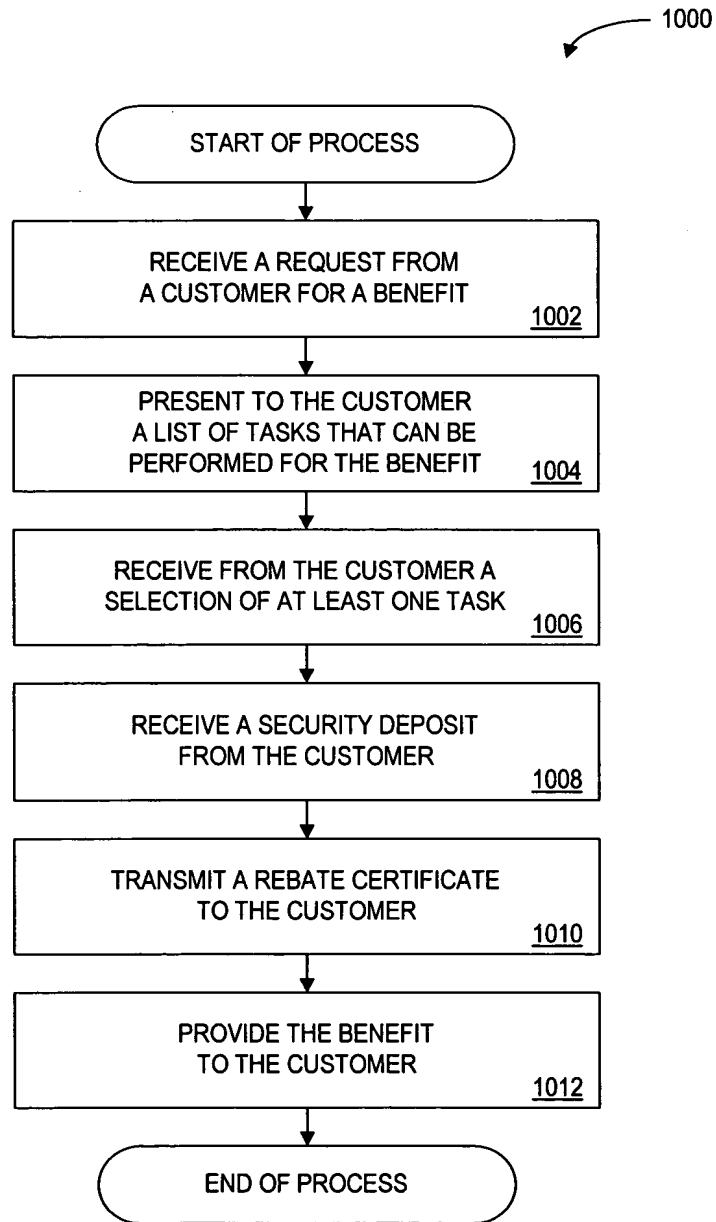 1000
START OF PROCESS
RECEIVE A REQUEST FROM
A CUSTOMER FOR A BENEFIT
1002
PRESENT TO THE CUSTOMER
A LIST OF TASKS THAT CAN BE
PERFORMED FOR THE BENEFIT
1004
RECEIVE FROM THE CUSTOMER A
SELECTION OF AT LEAST ONE TASK
1006
RECEIVE A SECURITY DEPOSIT
FROM THE CUSTOMER
1008
TRANSMIT A REBATE CERTIFICATE
TO THE CUSTOMER
1010
PROVIDE THE BENEFIT
TO THE CUSTOMER
1012
END OF PROCESS